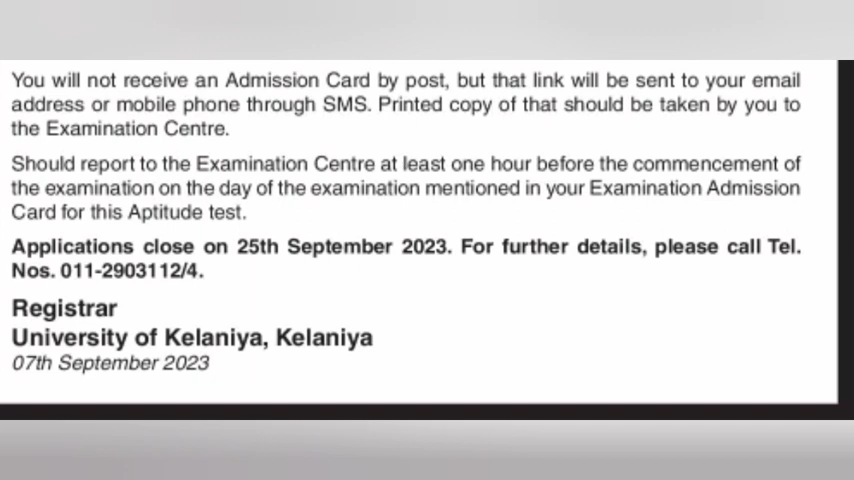 You will not receive an Admission Card by post, but that link will be sent to your email
address or mobile phone through SMS. Printed copy of that should be taken by you to
the Examination Centre.
Should report to the Examination Centre at least one hour before the commencement of
the examination on the day of the examination mentioned in your Examination Admission
Card for this Aptitude test.
Applications close on 25th September 2023. For further details, please call Tel.
Nos. 011-2903112/4.
Registrar
University of Kelaniya, Kelaniya
07th September 2023